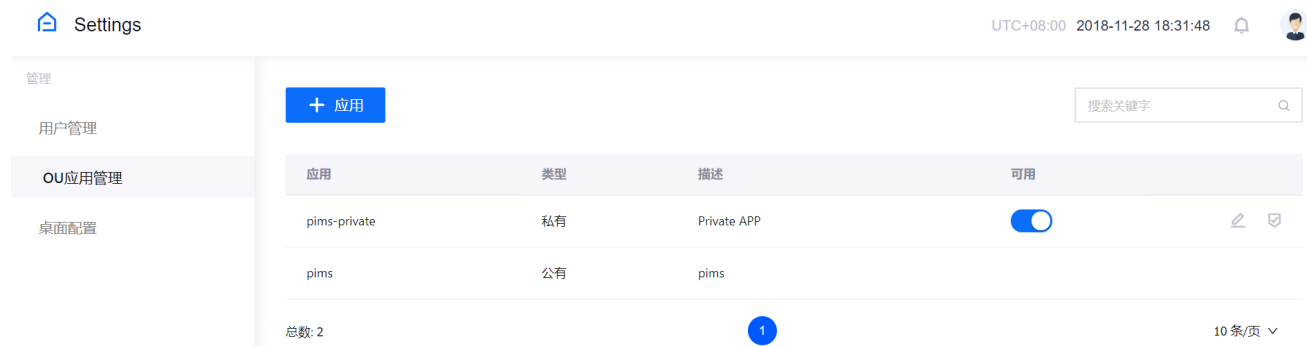 Settings
UTC+08:00 2018-11-28 18:31:48
管理
用户管理
OU应用管理
桌面配置
+ 应用
搜索关键字
应用 类型 描述 可用
pims-private 私有 Private APP
pims 公有 pims
总数: 2 1 10 条/页